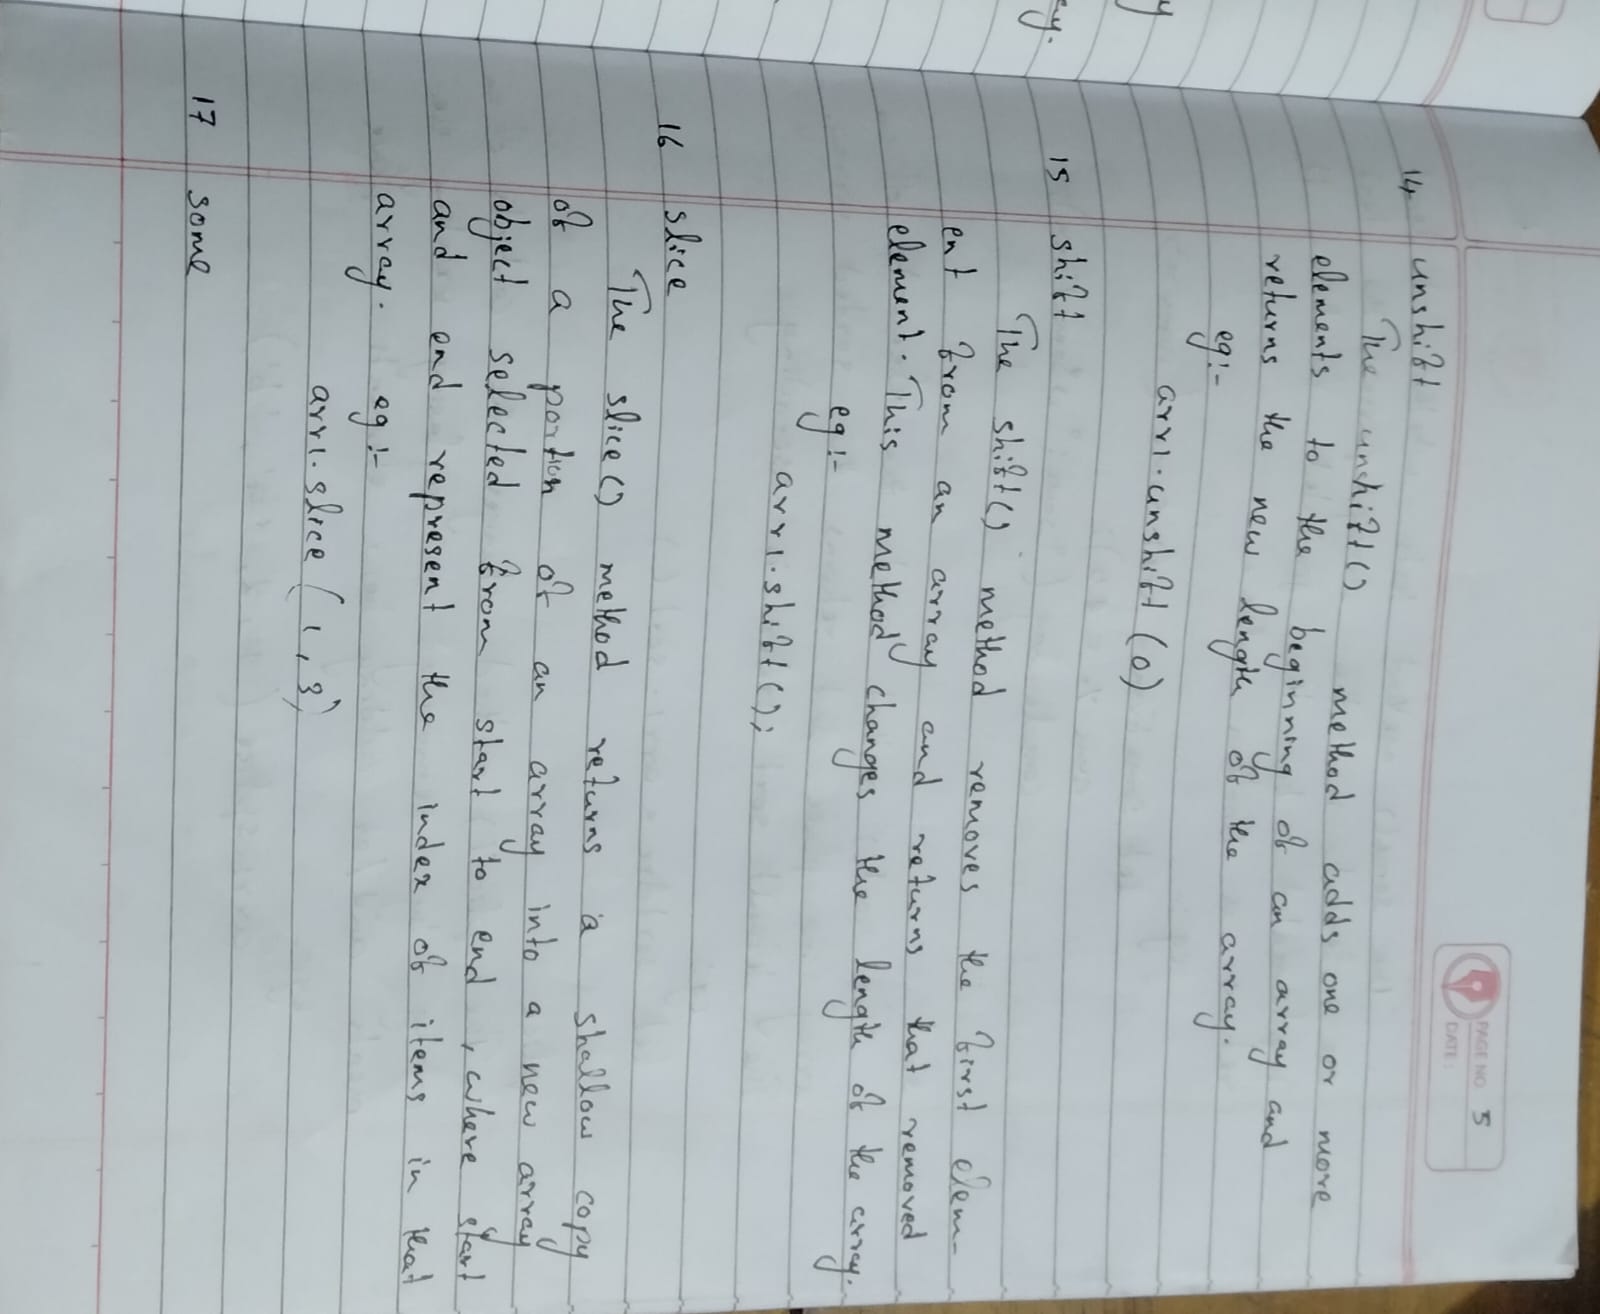 PAGE NO 5
DATE:
14 unshift
The unshift() method adds one or more
elements to the beginning of an array and
returns the new length of the array.
eg:-
arr1.unshift (0)
15 shift
The shift() method removes the first elem-
ent from an array and returns that removed
element. This method changes the length of the array.
eg:-
arr1.shift();
16 slice
The slice() method returns a shallow copy
of a portion of an array into a new array
object selected from start to end, where start
and end represent the index of items in that
array. eg:-
arr1.slice (1, 3)
17 some